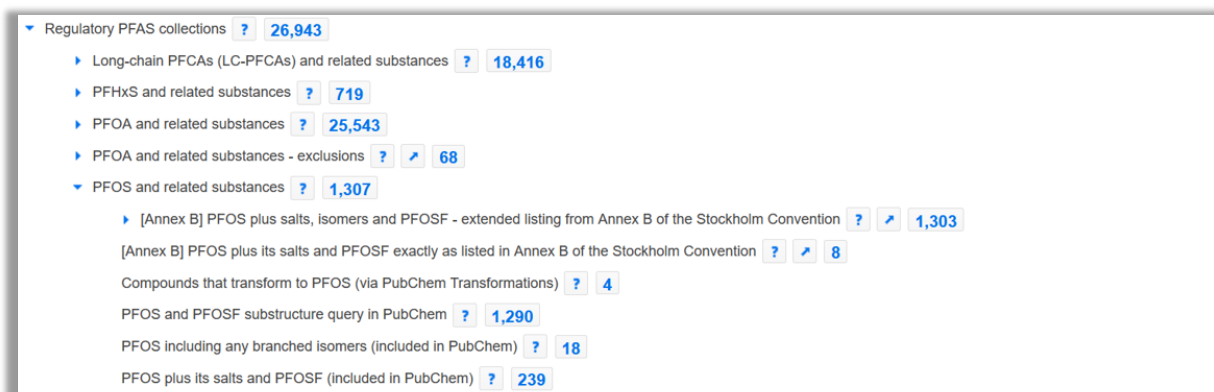 Regulatory PFAS collections ? 26,943
Long-chain PFCAs (LC-PFCAs) and related substances ? 18,416
PFHxS and related substances ? 719
PFOA and related substances ? 25,543
PFOA and related substances - exclusions ? 68
PFOS and related substances ? 1,307
[Annex B] PFOS plus salts, isomers and PFOSF - extended listing from Annex B of the Stockholm Convention ? 1,303
[Annex B] PFOS plus its salts and PFOSF exactly as listed in Annex B of the Stockholm Convention ? 8
Compounds that transform to PFOS (via PubChem Transformations) ? 4
PFOS and PFOSF substructure query in PubChem ? 1,290
PFOS including any branched isomers (included in PubChem) ? 18
PFOS plus its salts and PFOSF (included in PubChem) ? 239